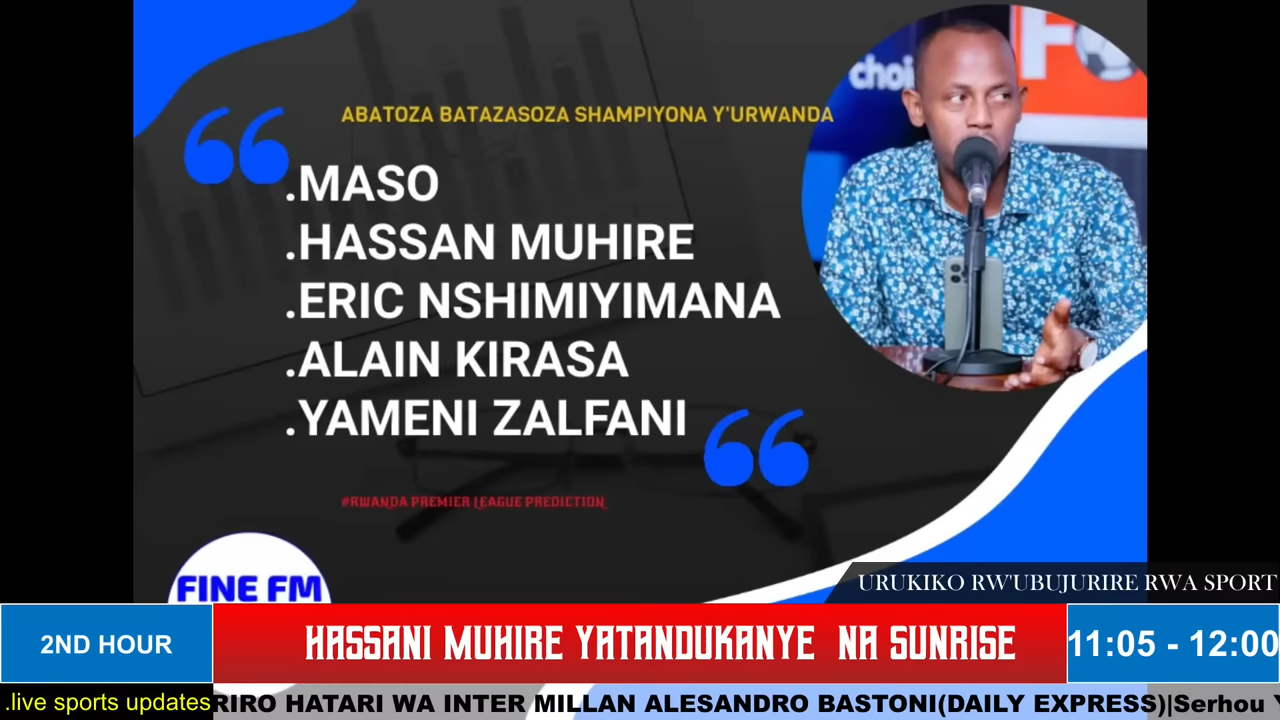 choi
FO
ABATOZA BATAZASOZA SHAMPIYONA Y'URWANDA
.MASO
.HASSAN MUHIRE
.ERIC NSHIMIYIMANA
.ALAIN KIRASA
.YAMENI ZALFANI
#RWANDA PREMIER LEAGUE PREDICTION
FINE FM
URUKIKO RW'UBUJURIRE RWA SPORT
2ND HOUR
HASSANI MUHIRE YATANDUKANYE NA SUNRISE
11:05 - 12:00
.live sports updates
RIRO HATARI WA INTER MILLAN ALESANDRO BASTONI(DAILY EXPRESS)|Serhou Y